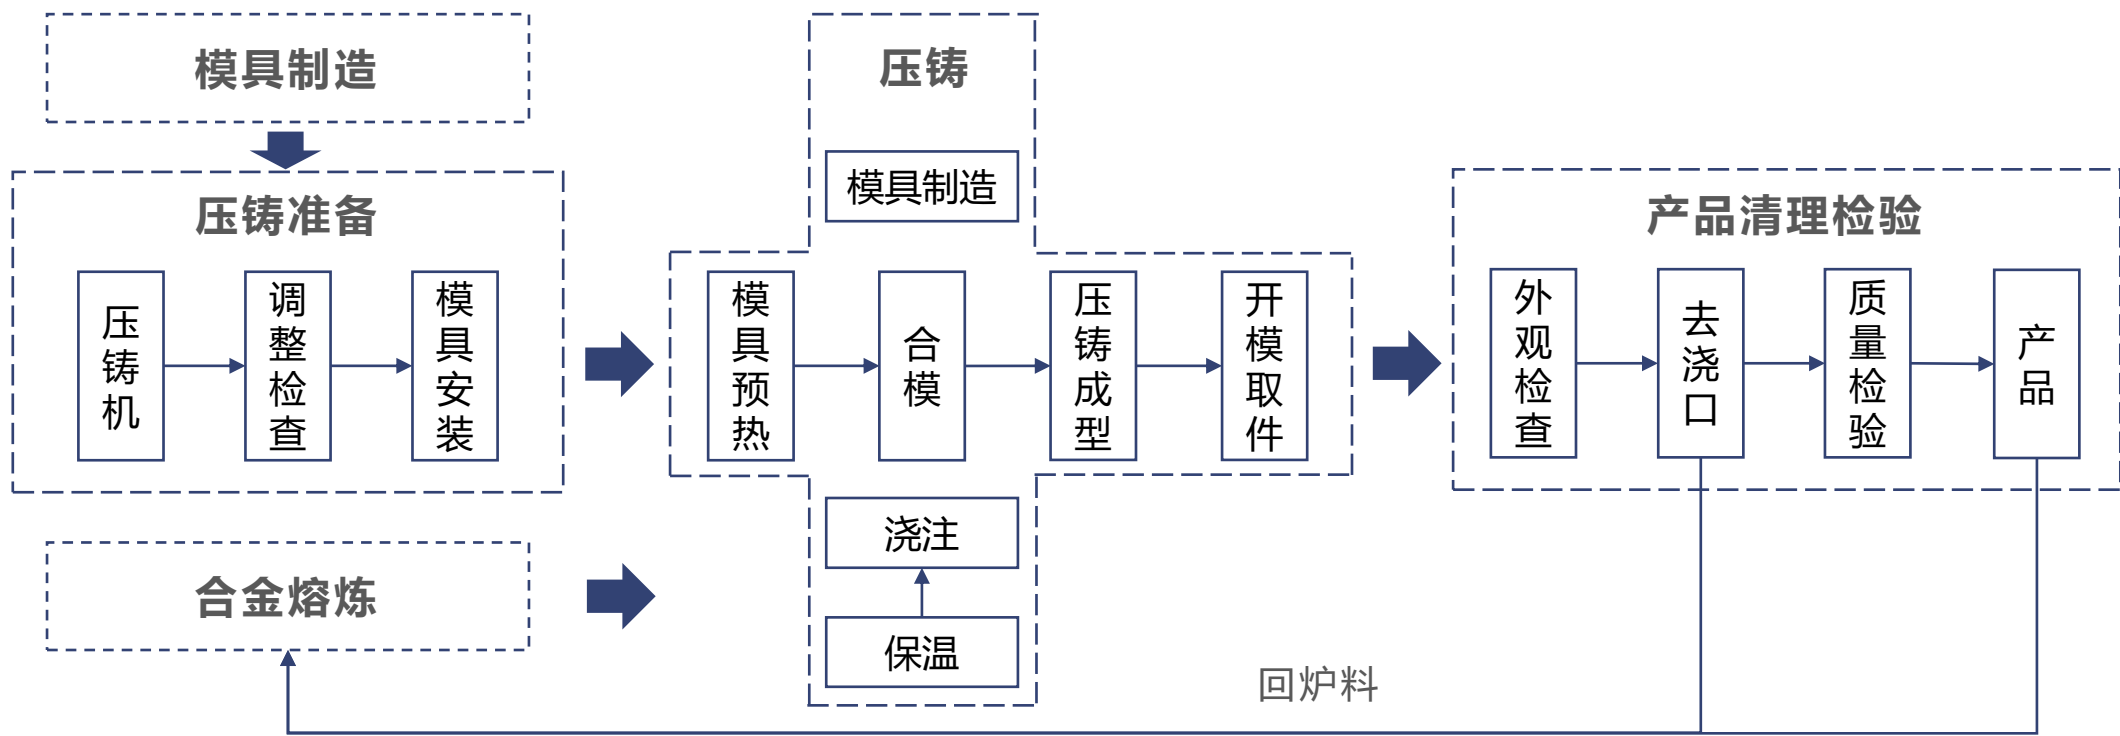 模具制造
压铸准备
压铸机
调整检查
模具安装
合金熔炼
压铸
模具制造
模具预热
合模
压铸成型
开模取件
浇注
保温
产品清理检验
外观检查
去浇口
质量检验
产品
回炉料